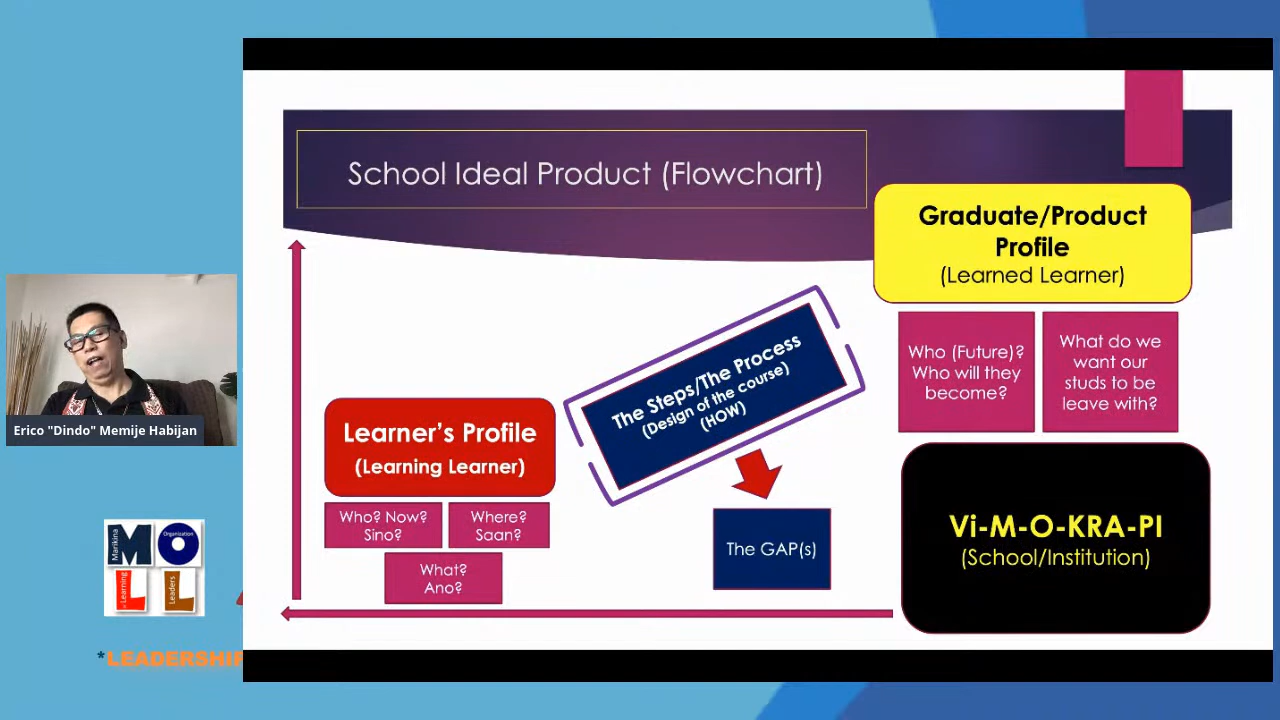 School Ideal Product (Flowchart)
Graduate/Product
Profile
(Learned Learner)
Who (Future)?
Who will they
become?
What do we
want our
studs to be
leave with?
The Steps/The Process
(Design of the course)
(HOW)
Learner's Profile
(Learning Learner)
Who? Now?
Sino?
Where?
Saan?
What?
Ano?
The GAP(s)
Vi-M-O-KRA-PI
(School/Institution)
Erico "Dindo" Memije Habijan
Marikina
M
Organization
O
of Learning
L
Leaders
L
*LEADERSHIP